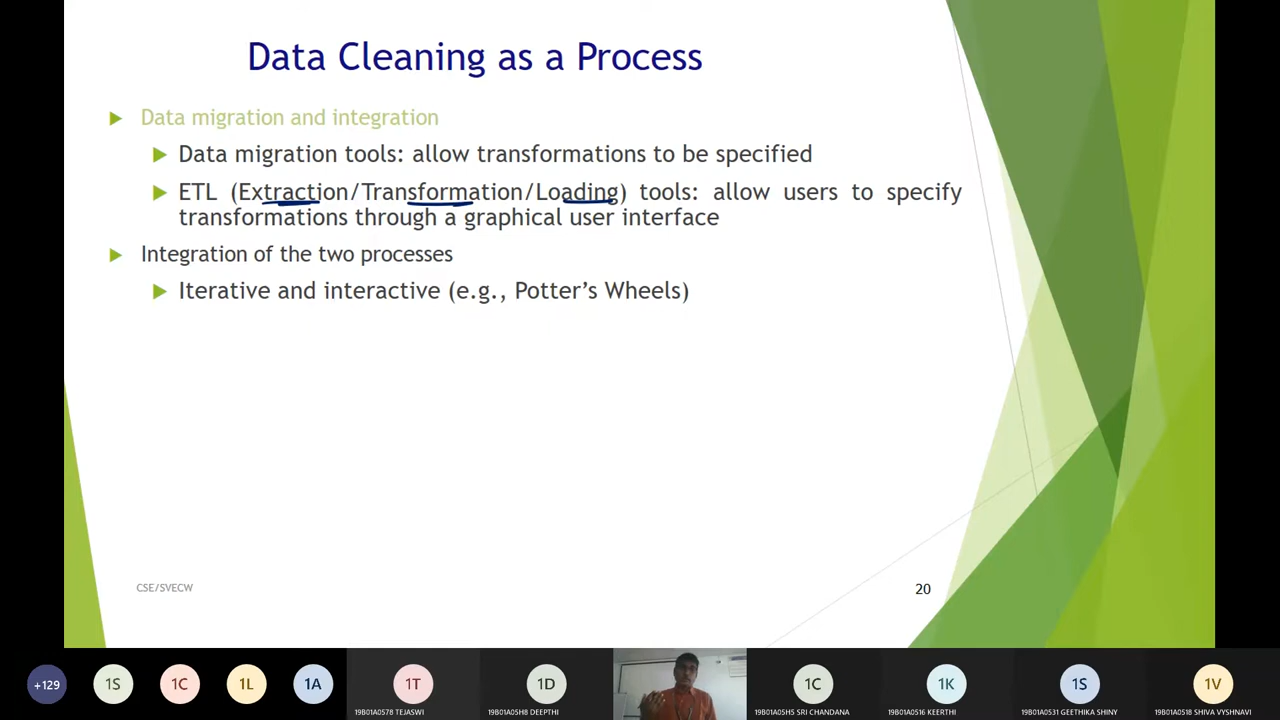 Data Cleaning as a Process
Data migration and integration
Data migration tools: allow transformations to be specified
ETL (Extraction/Transformation/Loading) tools: allow users to specify
transformations through a graphical user interface
Integration of the two processes
Iterative and interactive (e.g., Potter’s Wheels)
CSE/SVECW
20
+129
1S
1C
1L
1A
1T
1D
1C
1K
1S
1V
19B01A0578 TEJASWI
19B01A05H8 DEEPTHI
19B01A05H5 SRI CHANDANA
19B01A0516 KEERTHI
19B01A0531 GEETHIKA SHINY
19B01A0518 SHIVA VYSHNAVI